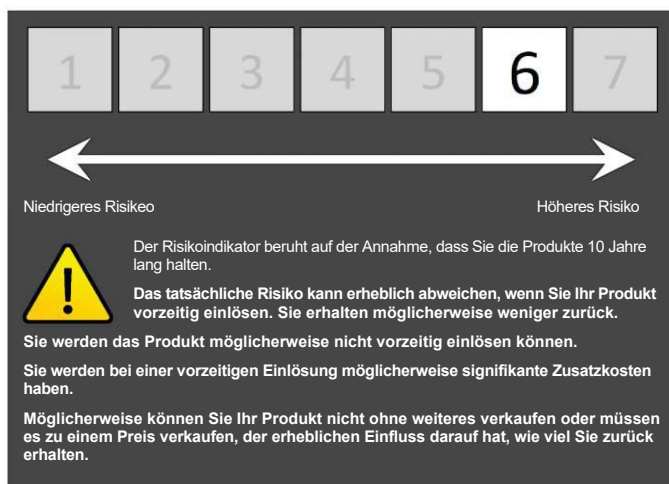 1 2 3 4 5 6 7
Niedrigeres Risikeo Höheres Risiko
Der Risikoindikator beruht auf der Annahme, dass Sie die Produkte 10 Jahre
lang halten.
Das tatsächliche Risiko kann erheblich abweichen, wenn Sie Ihr Produkt
vorzeitig einlösen. Sie erhalten möglicherweise weniger zurück.
Sie werden das Produkt möglicherweise nicht vorzeitig einlösen können.
Sie werden bei einer vorzeitigen Einlösung möglicherweise signifikante Zusatzkosten
haben.
Möglicherweise können Sie Ihr Produkt nicht ohne weiteres verkaufen oder müssen
es zu einem Preis verkaufen, der erheblichen Einfluss darauf hat, wie viel Sie zurück
erhalten.